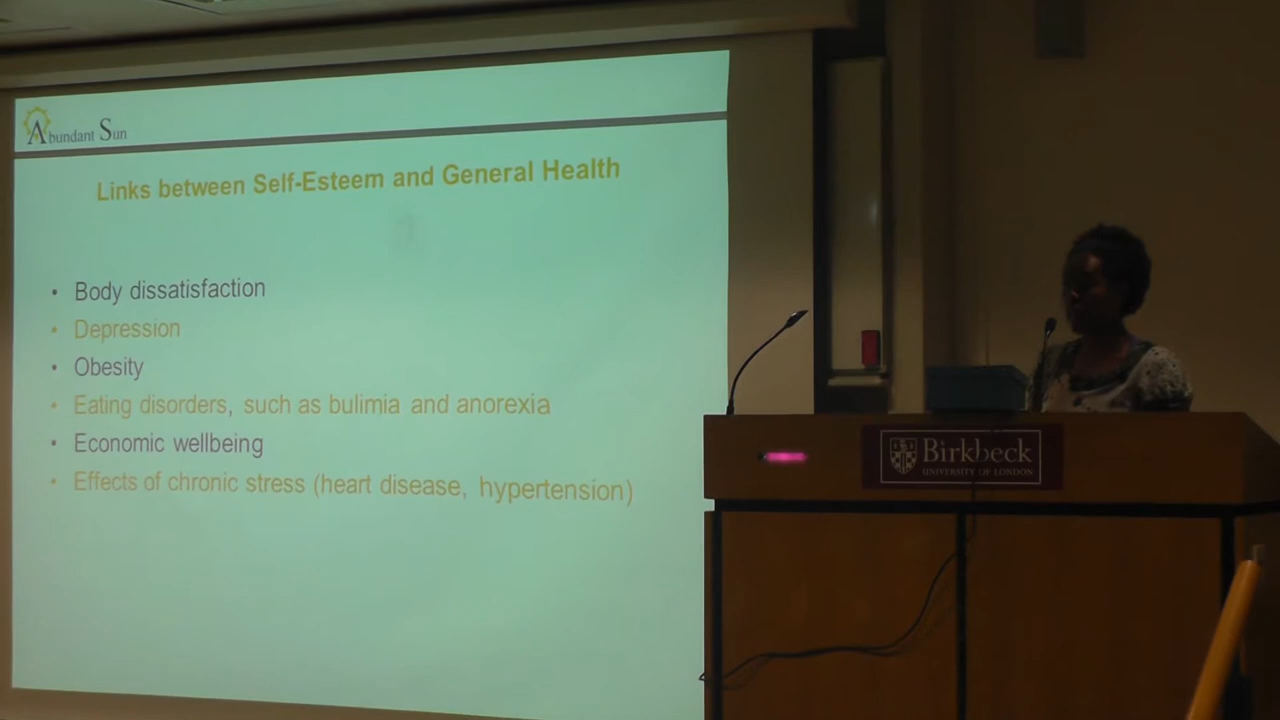 Abundant Sun
Links between Self-Esteem and General Health
• Body dissatisfaction
• Depression
• Obesity
• Eating disorders, such as bulimia and anorexia
• Economic wellbeing
• Effects of chronic stress (heart disease, hypertension)
Birkbeck
UNIVERSITY OF LONDON